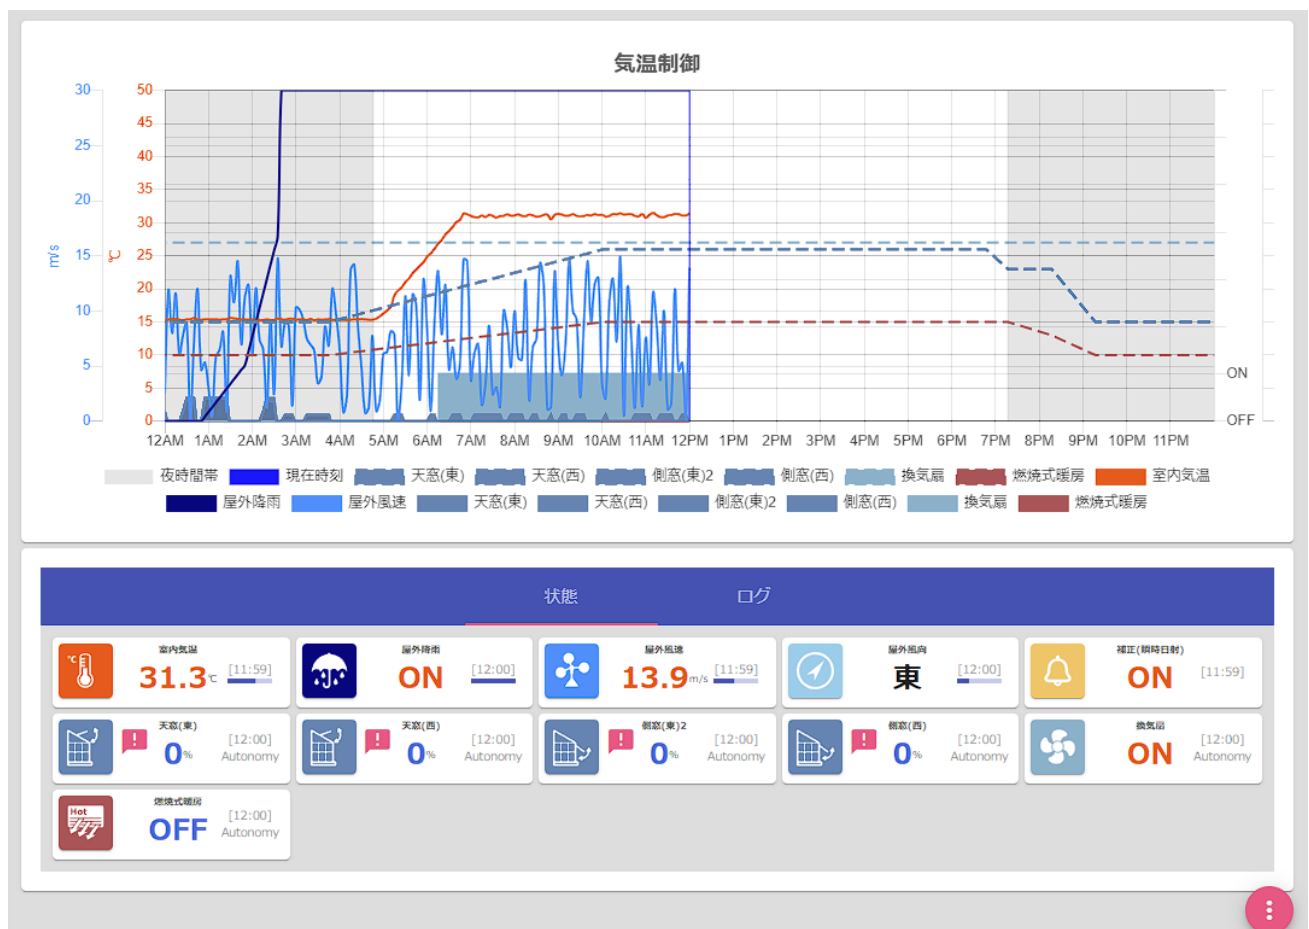 気温制御
30 50
45
25 40
35
20 30
m/s ℃
15 25
20
10 15
10 ON
5
5
0 0 OFF
12AM 1AM 2AM 3AM 4AM 5AM 6AM 7AM 8AM 9AM 10AM 11AM 12PM 1PM 2PM 3PM 4PM 5PM 6PM 7PM 8PM 9PM 10PM 11PM
夜時間帯 現在時刻 天窓(東) 天窓(西) 側窓(東)2 側窓(西) 換気扇 燃焼式暖房 室内気温
屋外降雨 屋外風速 天窓(東) 天窓(西) 側窓(東)2 側窓(西) 換気扇 燃焼式暖房
状態 ログ
℃ 室内気温 31.3℃ [11:59]
屋外降雨 ON [12:00]
屋外風速 13.9m/s [11:59]
屋外風向 東 [12:00]
補正(瞬時日射) ON [11:59]
天窓(東) 0% [12:00] Autonomy
天窓(西) 0% [12:00] Autonomy
側窓(東)2 0% [12:00] Autonomy
側窓(西) 0% [12:00] Autonomy
換気扇 ON [12:00] Autonomy
Hot 燃焼式暖房 OFF [12:00] Autonomy